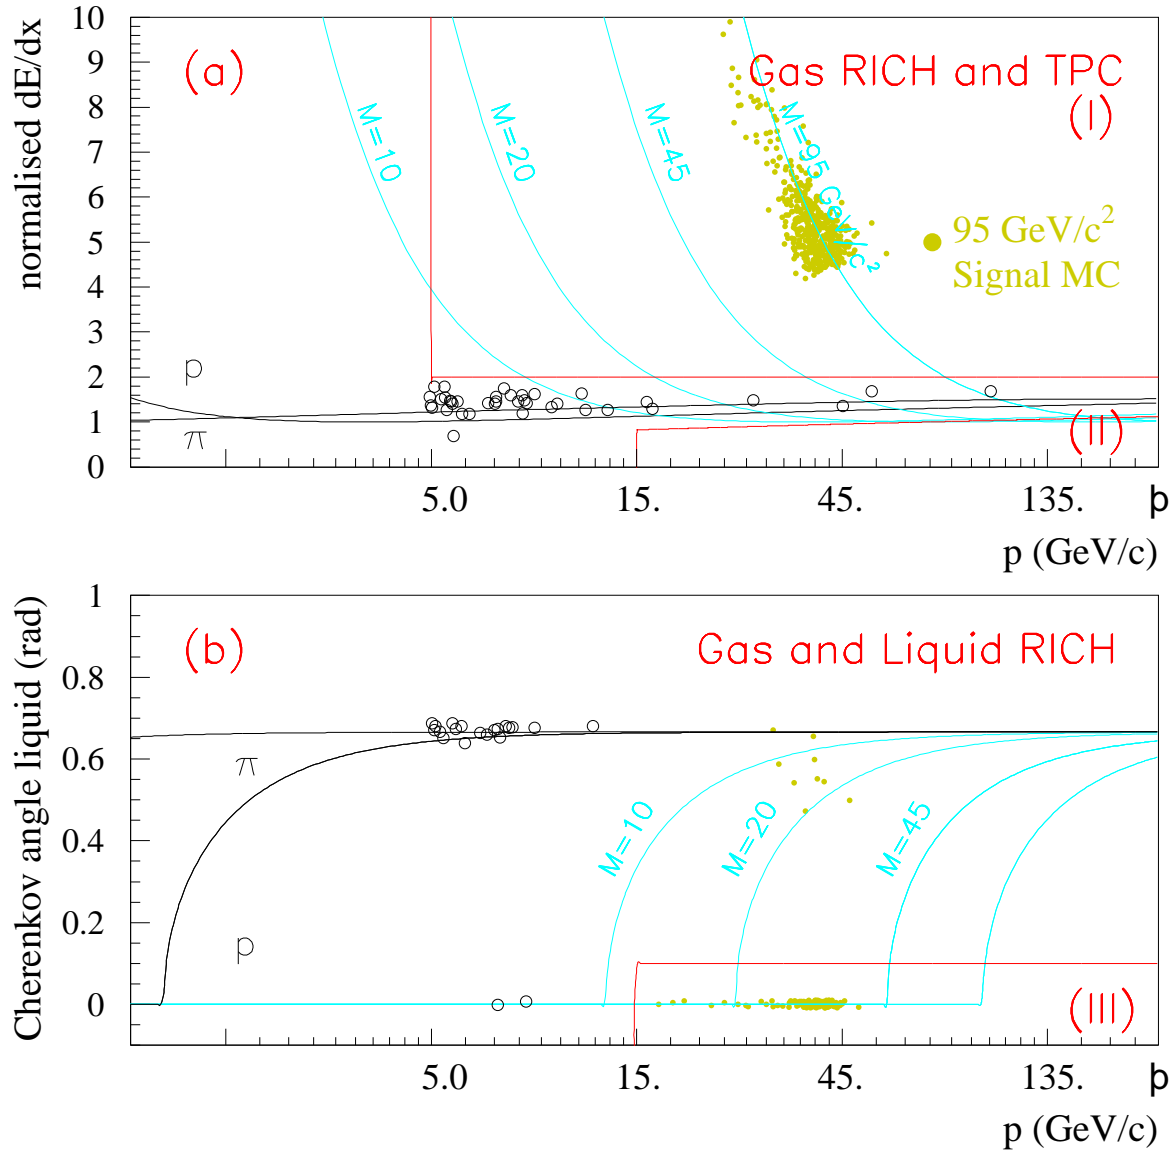 normalised dE/dx
10
9
8
7
6
5
4
3
2
1
0
(a)
Gas RICH and TPC
(I)
M=10
M=20
M=45
M=95 GeV/c²
95 GeV/c²
Signal MC
p
π
(II)
5.0
15.
45.
135.
p
p (GeV/c)
Cherenkov angle liquid (rad)
1
0.8
0.6
0.4
0.2
0
(b)
Gas and Liquid RICH
π
p
M=10
M=20
M=45
(III)
5.0
15.
45.
135.
p
p (GeV/c)